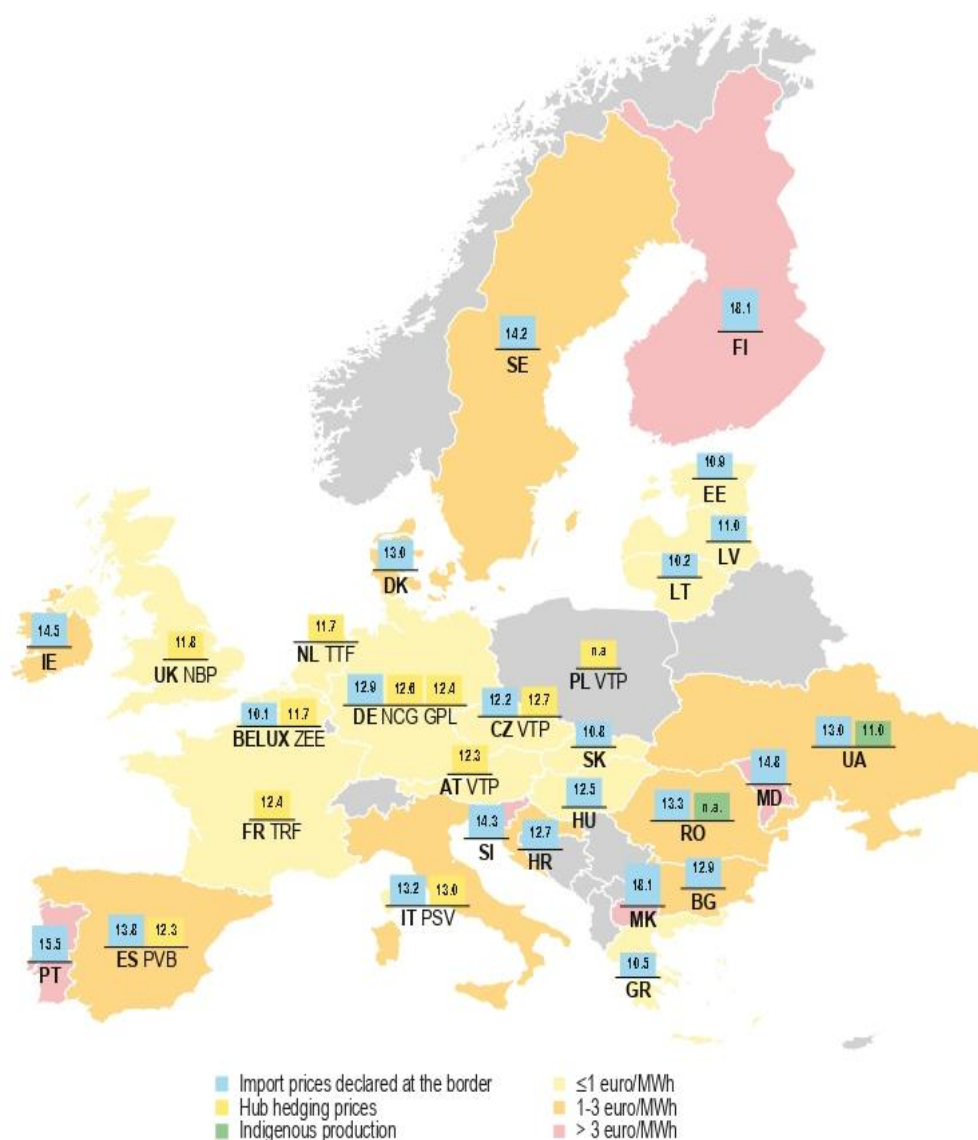 18.1
FI
14.2
SE
10.9
EE
11.0
LV
10.2
LT
13.0
DK
14.5
IE
11.8
UK NBP
11.7
NL TTF
n.a
PL VTP
12.9 12.6 12.4
DE NCG GPL
12.2 12.7
CZ VTP
10.1 11.7
BELUX ZEE
10.8
SK
13.0 11.0
UA
12.3
AT VTP
14.8
MD
12.5
HU
13.3 n.a.
RO
12.4
FR TRF
14.3
SI
12.7
HR
12.9
BG
13.2 13.0
IT PSV
18.1
MK
15.5
PT
13.8 12.3
ES PVB
10.5
GR
Import prices declared at the border
Hub hedging prices
Indigenous production
≤1 euro/MWh
1-3 euro/MWh
> 3 euro/MWh